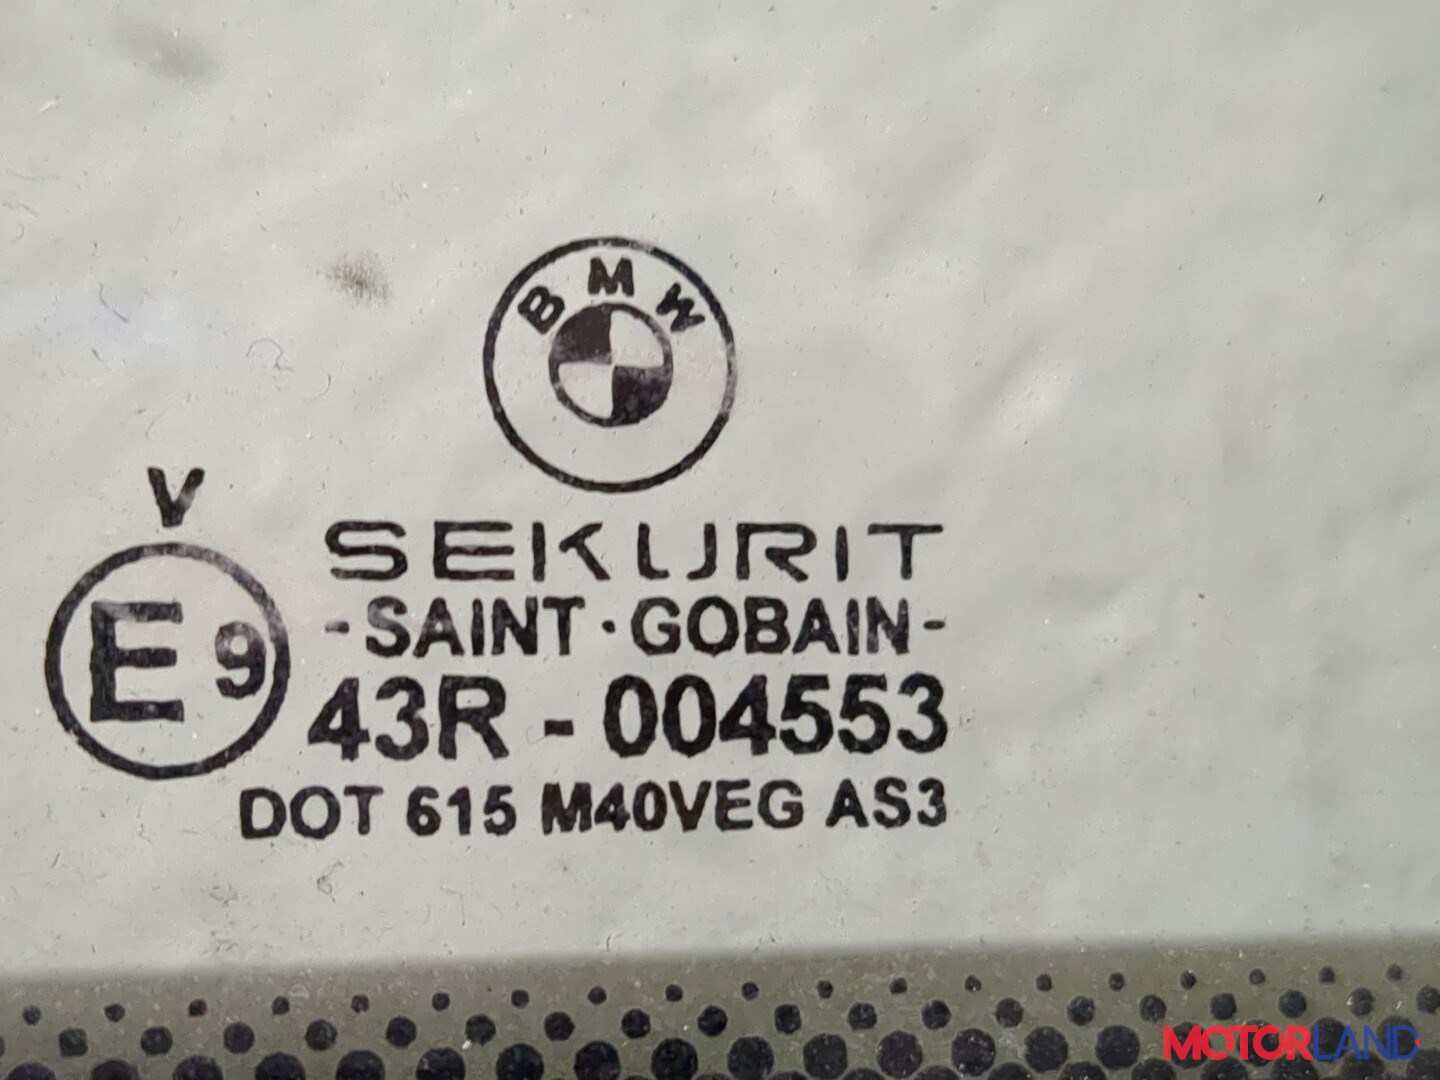 BMW
V
SEKURIT
E 9
-SAINT·GOBAIN-
43R - 004553
DOT 615 M40VEG AS3
MOTORLAND